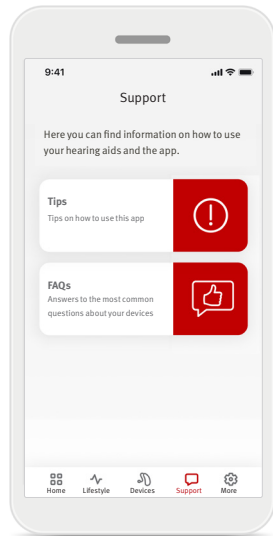 9:41
Support
Here you can find information on how to use
your hearing aids and the app.
Tips
Tips on how to use this app
FAQs
Answers to the most common
questions about your devices
Home Lifestyle Devices Support More